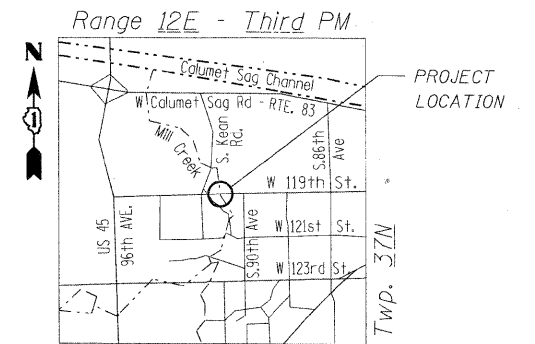 Range 12E - Third PM
N
1
Calumet Sag Channel
PROJECT
LOCATION
W Calumet Sag Rd - RTE. 83
Mill Creek
S. Kean
Rd.
S.86th
Ave
W 119th St.
US 45
96th AVE.
S.90th Ave
W 121st St.
W 123rd St.
Twp. 37N